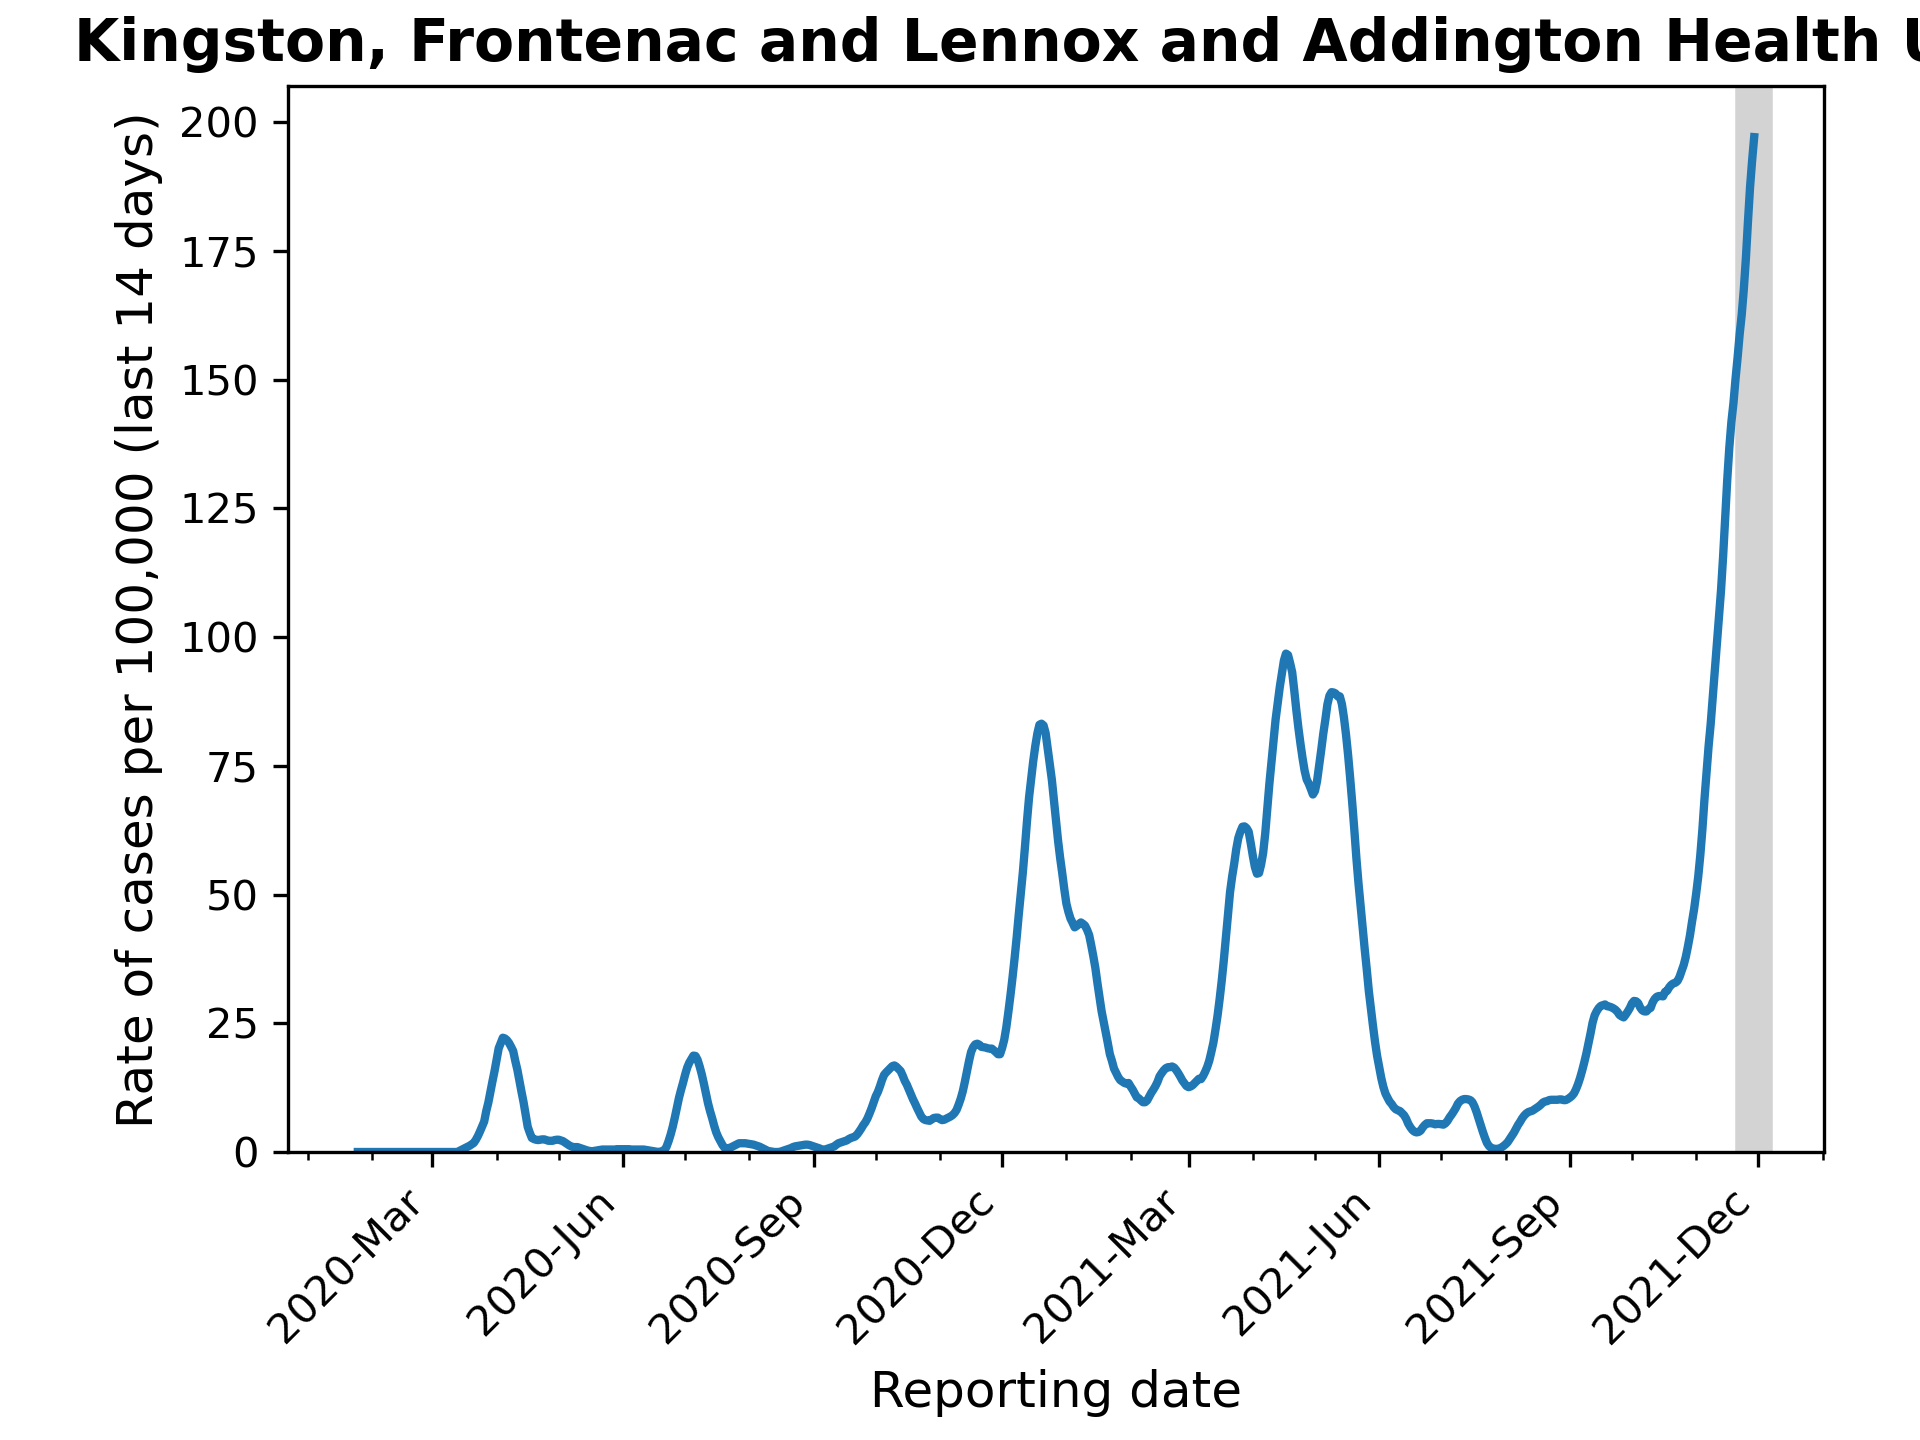 Kingston, Frontenac and Lennox and Addington Health U
Rate of cases per 100,000 (last 14 days)
200
175
150
125
100
75
50
25
0
2020-Mar
2020-Jun
2020-Sep
2020-Dec
2021-Mar
2021-Jun
2021-Sep
2021-Dec
Reporting date